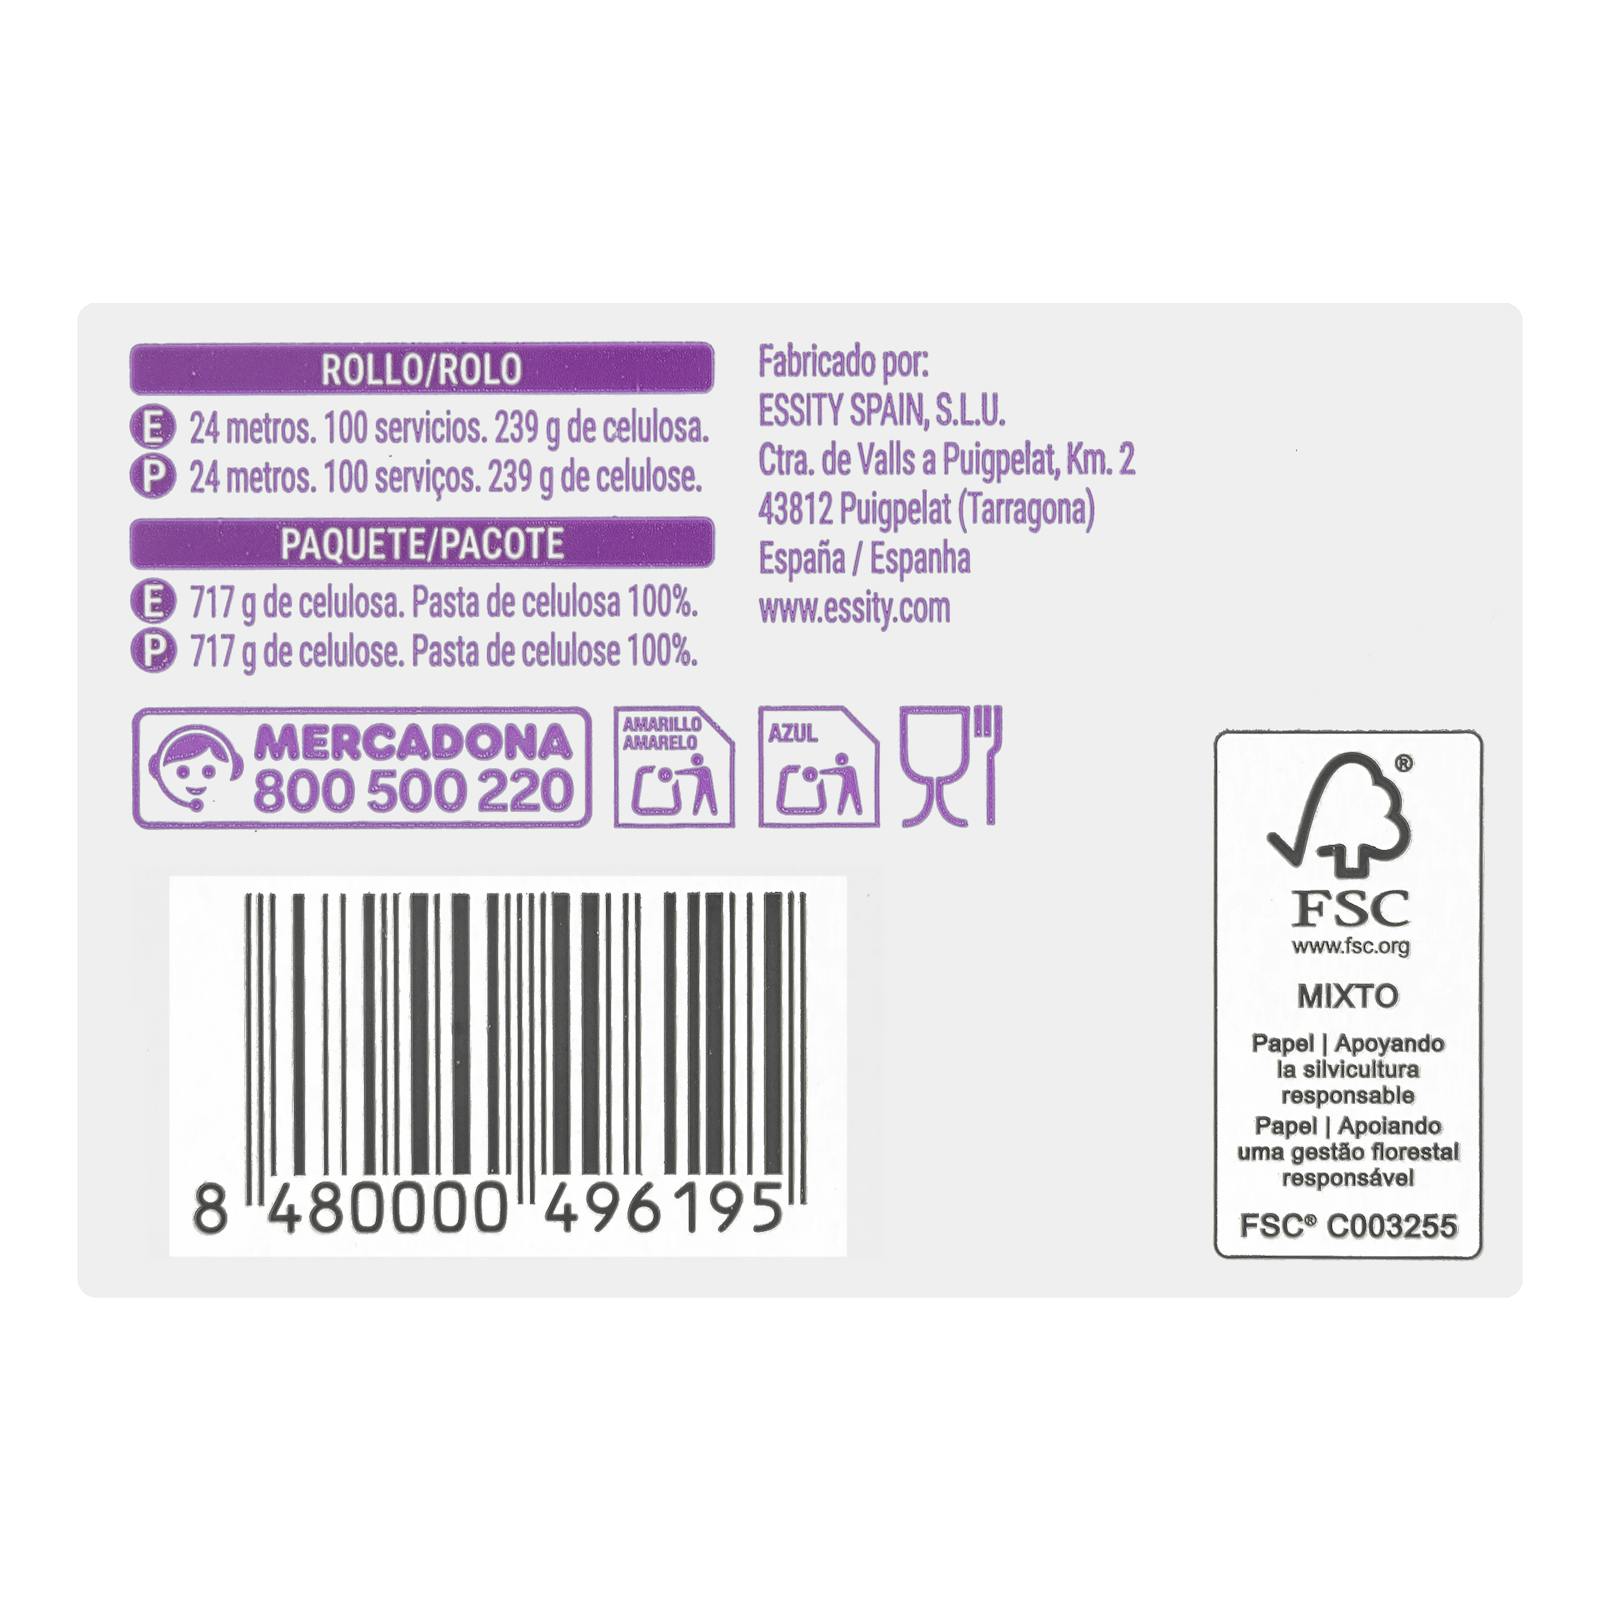 ROLLO/ROLO
E 24 metros. 100 servicios. 239 g de celulosa.
P 24 metros. 100 serviços. 239 g de celulose.
PAQUETE/PACOTE
E 717 g de celulosa. Pasta de celulosa 100%.
P 717 g de celulose. Pasta de celulose 100%.
Fabricado por:
ESSITY SPAIN, S.L.U.
Ctra. de Valls a Puigpelat, Km. 2
43812 Puigpelat (Tarragona)
España / Espanha
www.essity.com
MERCADONA
800 500 220
AMARILLO
AMARELO
AZUL
8 480000 496195
®
FSC
www.fsc.org
MIXTO
Papel | Apoyando
la silvicultura
responsable
Papel | Apoiando
uma gestão florestal
responsável
FSC® C003255